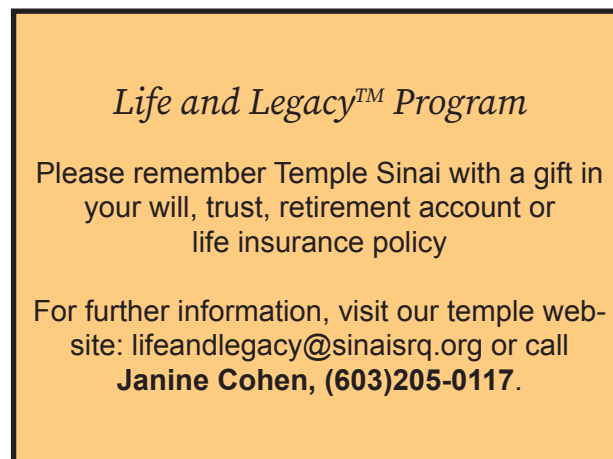 Life and Legacy™ Program
Please remember Temple Sinai with a gift in
your will, trust, retirement account or
life insurance policy
For further information, visit our temple web-
site: lifeandlegacy@sinaisrq.org or call
Janine Cohen, (603)205-0117.